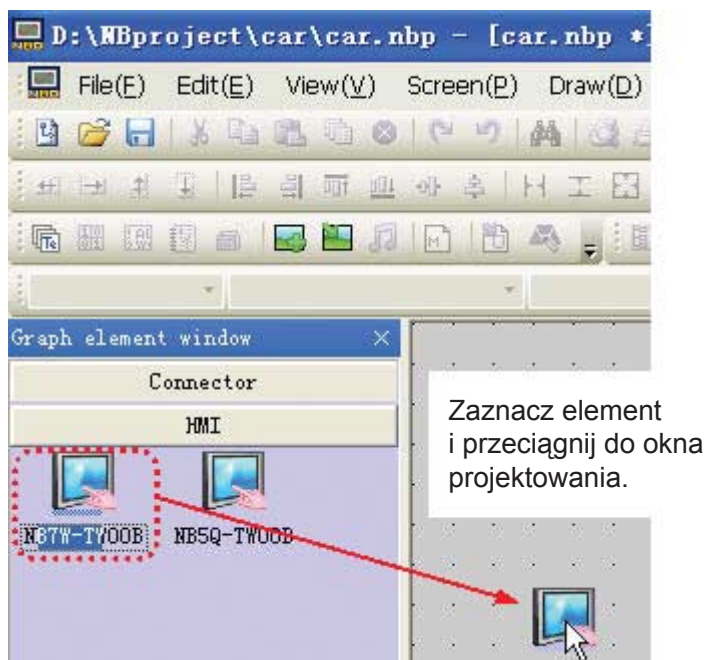 D:\NBproject\car\car.nbp - [car.nbp *]
File(F) Edit(E) View(V) Screen(P) Draw(D)
Graph element window
Connector
HMI
Zaznacz element
i przeciągnij do okna
projektowania.
NB7W-TW00B NB5Q-TW00B